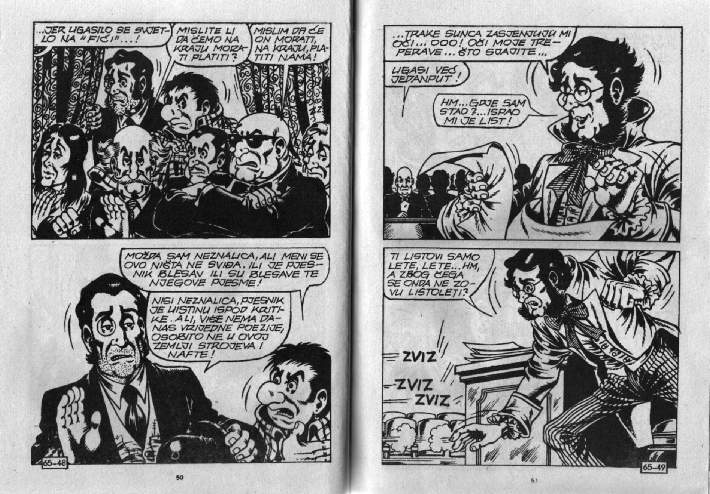 ...JER UGASILO SE SVJET-
LO NA "FIĆI"...!
MISLITE LI
DA ĆEMO NA
KRAJU MORA-
TI PLATITI?
MISLIM DA ĆE
ON MORATI,
NA KRAJU, PLA-
TITI NAMA!
MOŽDA SAM NEZNALICA, ALI MENI SE
OVO NIŠTA NE SVIĐA. ILI JE PJES-
NIK BLESAV ILI SU BLESAVE TE
NJEGOVE PJESME!
NISI NEZNALICA, PJESNIK
JE UISTINU ISPOD KRITI-
KE. ALI, VIŠE NEMA DA-
NAS VRIJEDNE POEZIJE,
OSOBITO NE U OVOJ
ZEMLJI STROJEVA I
NAFTE!
65-48
50
...TRAKE SUNCA ZASJENJUJU MI
OČI... OOO! OČI MOJE TRE-
PERAVE... ŠTO SJAJITE...
UGASI VEĆ
JEDANPUT!
HM... GDJE SAM
STAO?... ISPAO
MI JE LIST!
TI LISTOVI SAMO
LETE, LETE... HM,
A ZBOG ČEGA
SE ONDA NE ZO-
VU LISTOLETI?
ZVIZ
ZVIZ
ZVIZ
65-49
51